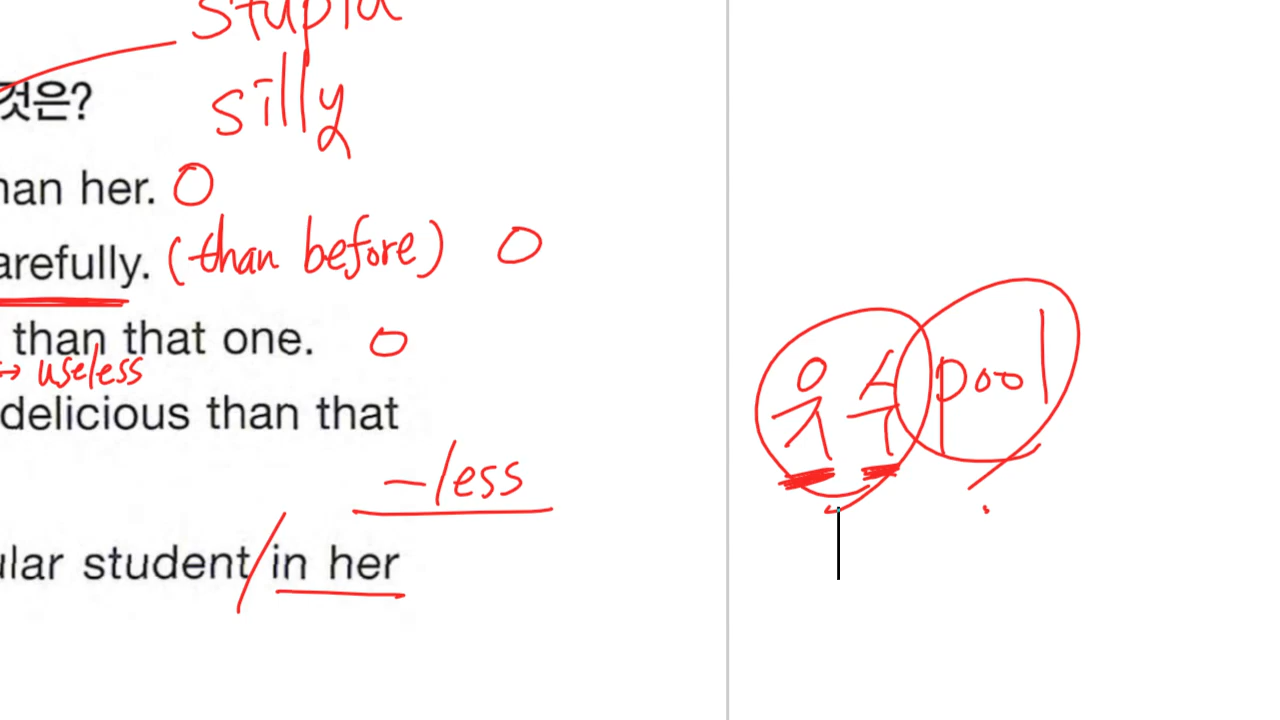 stupid
silly
것은?
han her. O
arefully. (than before) O
than that one. O
→ useless
delicious than that
-less
ular student / in her
유수 pool